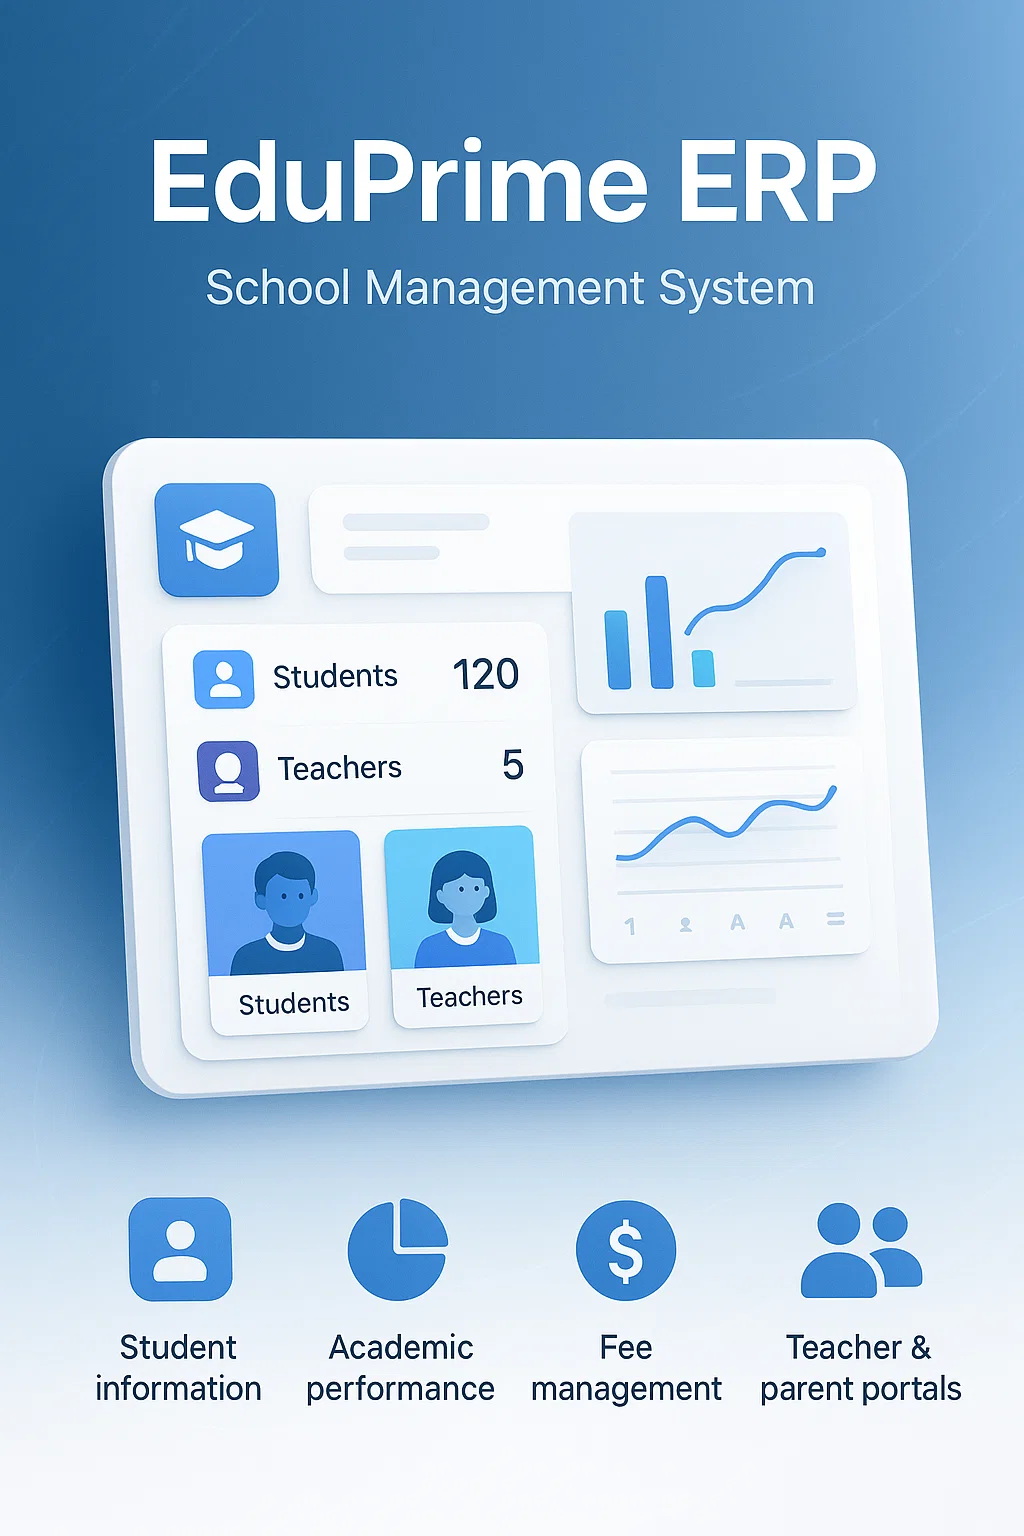 EduPrime ERP
School Management System
Students 120
Teachers 5
Students
Teachers
1 A A =
Student
information
Academic
performance
$
Fee
management
Teacher &
parent portals